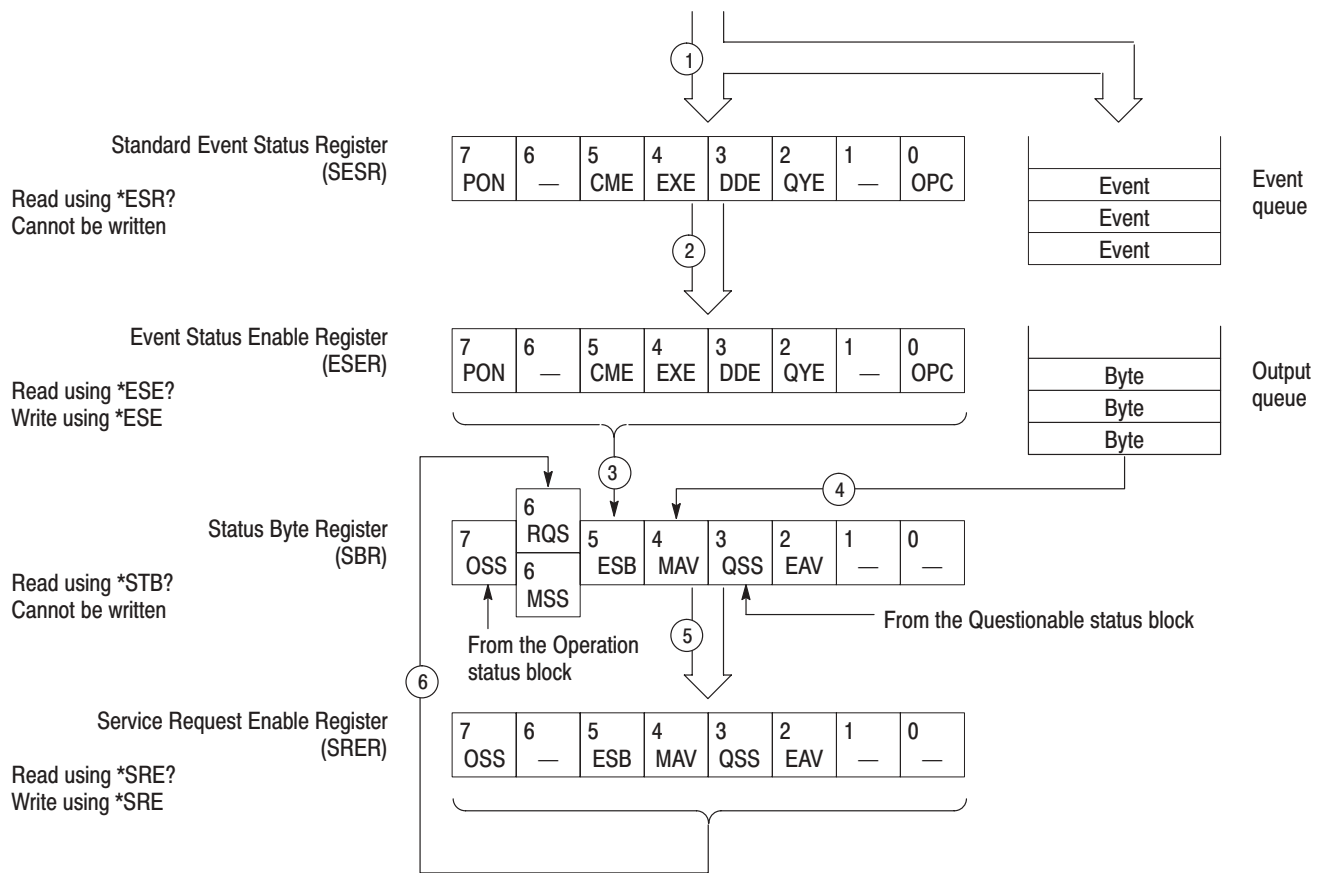 1
Standard Event Status Register
(SESR)
Read using *ESR?
Cannot be written
7 6 5 4 3 2 1 0
PON — CME EXE DDE QYE — OPC
Event
Event
Event
Event
queue
2
Event Status Enable Register
(ESER)
Read using *ESE?
Write using *ESE
7 6 5 4 3 2 1 0
PON — CME EXE DDE QYE — OPC
Byte
Byte
Byte
Output
queue
3
4
Status Byte Register
(SBR)
Read using *STB?
Cannot be written
6
RQS
7 5 4 3 2 1 0
OSS ESB MAV QSS EAV — —
6
MSS
From the Operation
status block
5
From the Questionable status block
6
Service Request Enable Register
(SRER)
Read using *SRE?
Write using *SRE
7 6 5 4 3 2 1 0
OSS — ESB MAV QSS EAV — —